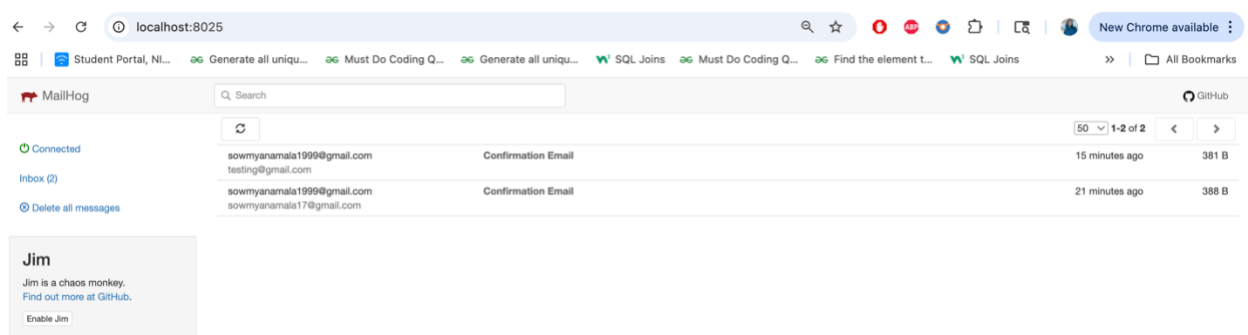 localhost:8025
New Chrome available
Student Portal, NI... Generate all uniqu... Must Do Coding Q... Generate all uniqu... SQL Joins Must Do Coding Q... Find the element t... SQL Joins » All Bookmarks
MailHog Search GitHub
50 1-2 of 2
Connected
Inbox (2)
Delete all messages
sowmyanamala1999@gmail.com Confirmation Email 15 minutes ago 381 B
testing@gmail.com
sowmyanamala1999@gmail.com Confirmation Email 21 minutes ago 388 B
sowmyanamala17@gmail.com
Jim
Jim is a chaos monkey.
Find out more at GitHub.
Enable Jim